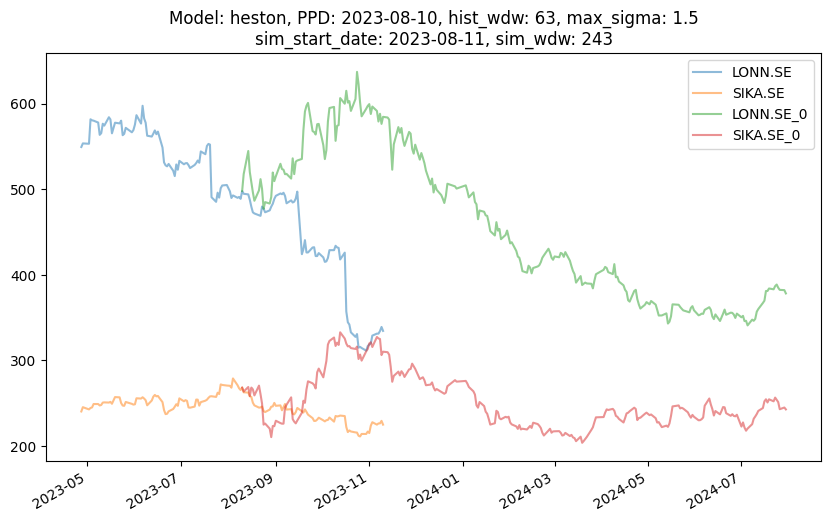 Model: heston, PPD: 2023-08-10, hist_wdw: 63, max_sigma: 1.5
sim_start_date: 2023-08-11, sim_wdw: 243
LONN.SE
SIKA.SE
LONN.SE_0
SIKA.SE_0
600
500
400
300
200
2023-05
2023-07
2023-09
2023-11
2024-01
2024-03
2024-05
2024-07